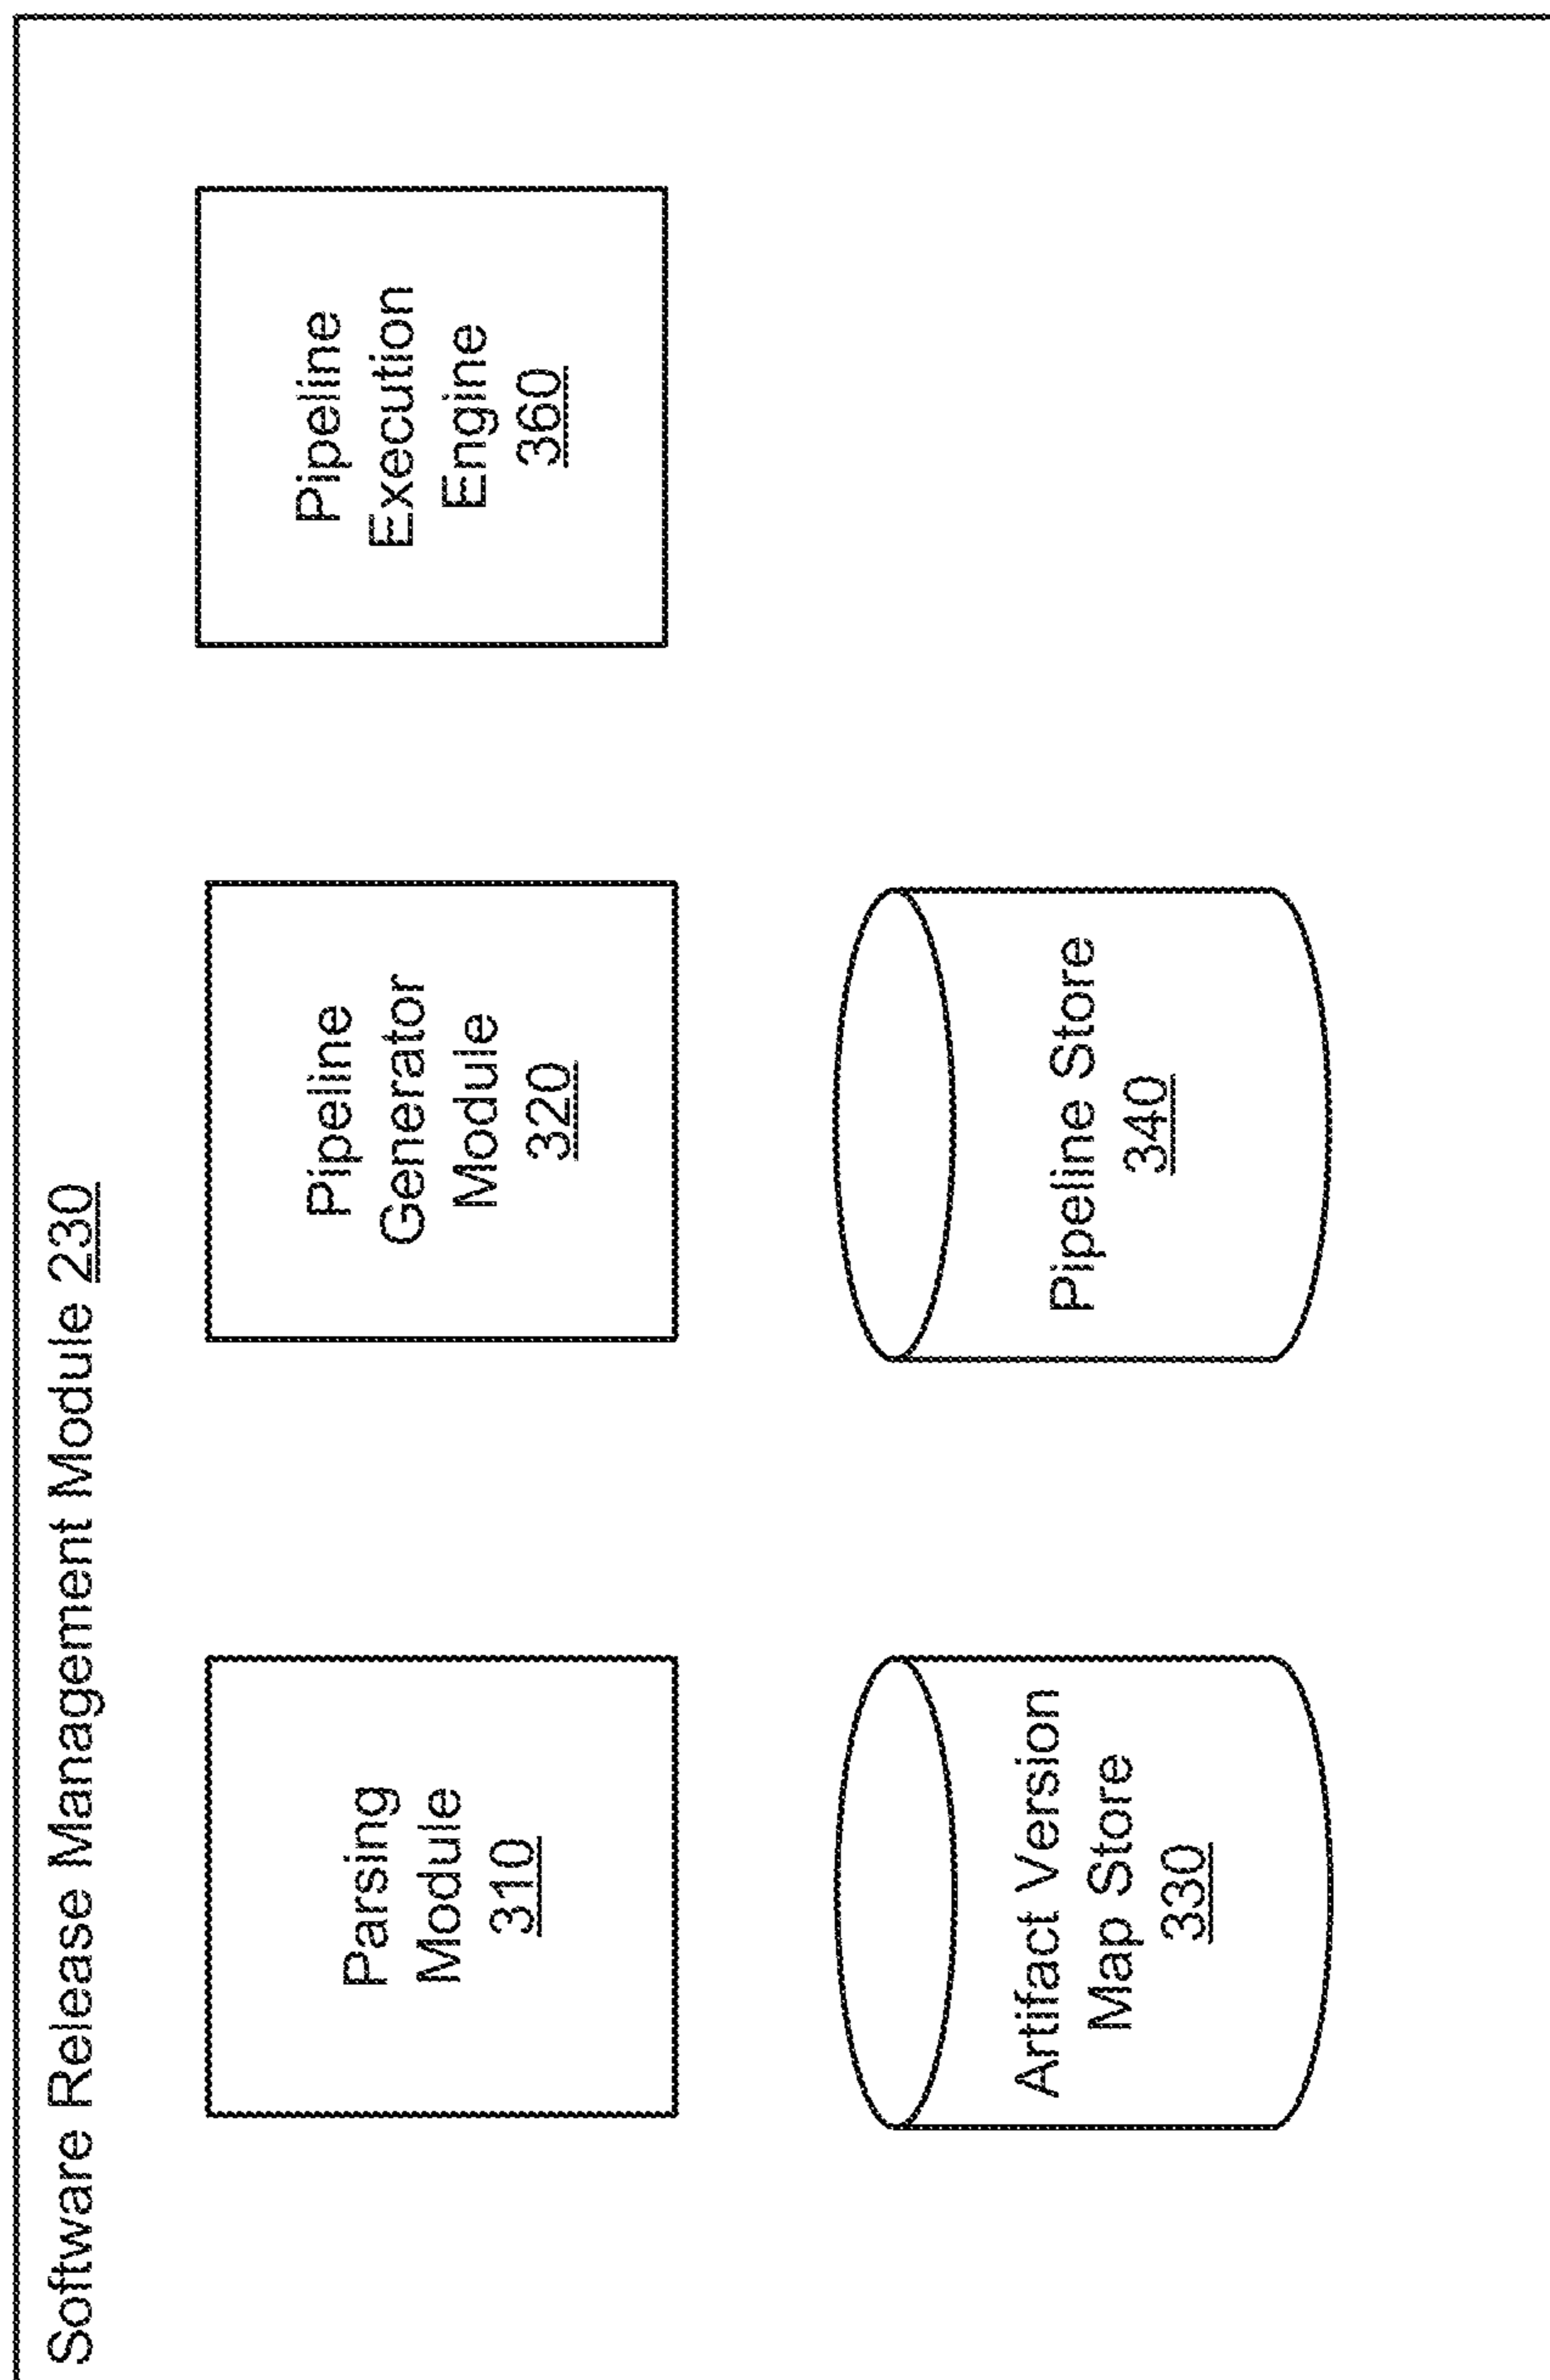 Software Release Management Module 230
Parsing
Module
310
Pipeline
Generator
Module
320
Pipeline
Execution
Engine
360
Artifact Version
Map Store
330
Pipeline Store
340